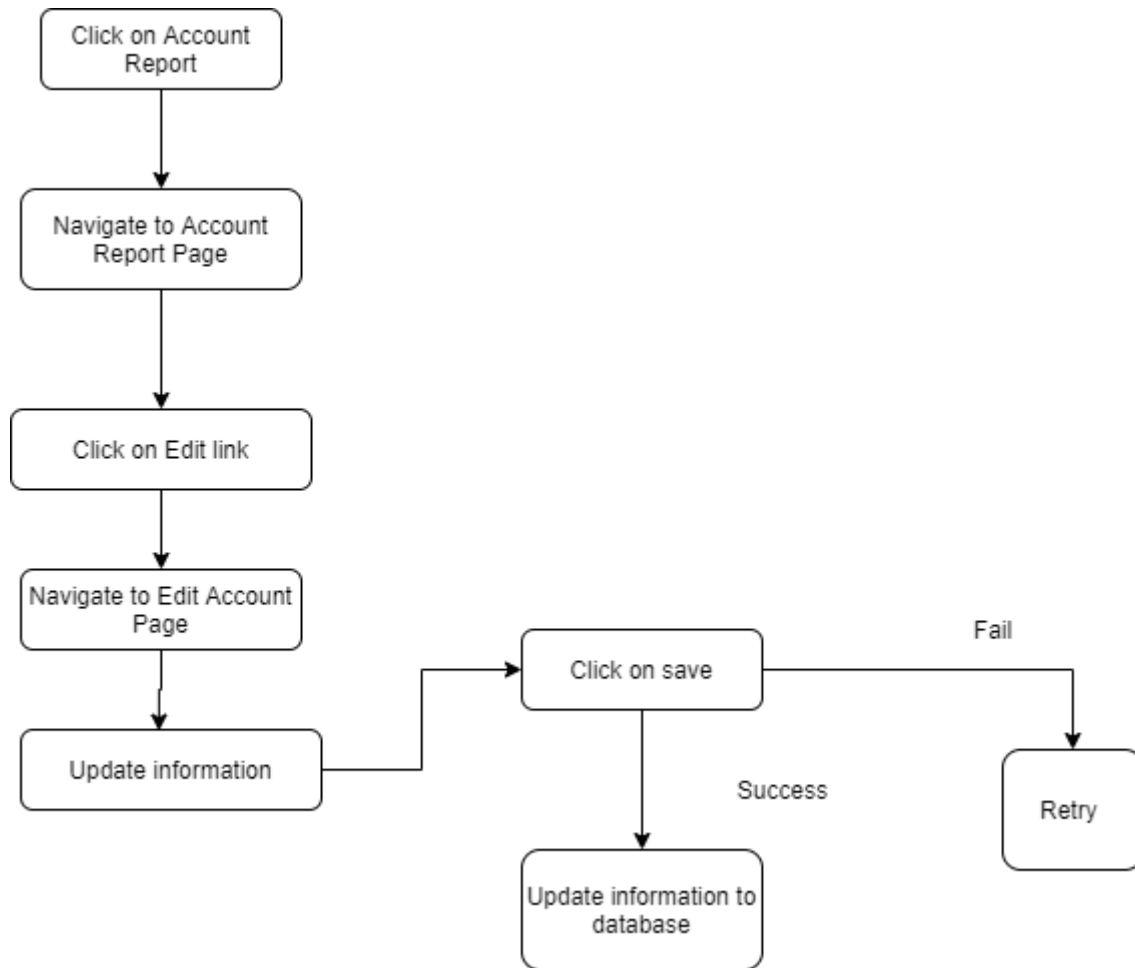 Click on Account
Report
Navigate to Account
Report Page
Click on Edit link
Navigate to Edit Account
Page
Update information
Click on save
Fail
Success
Retry
Update information to
database